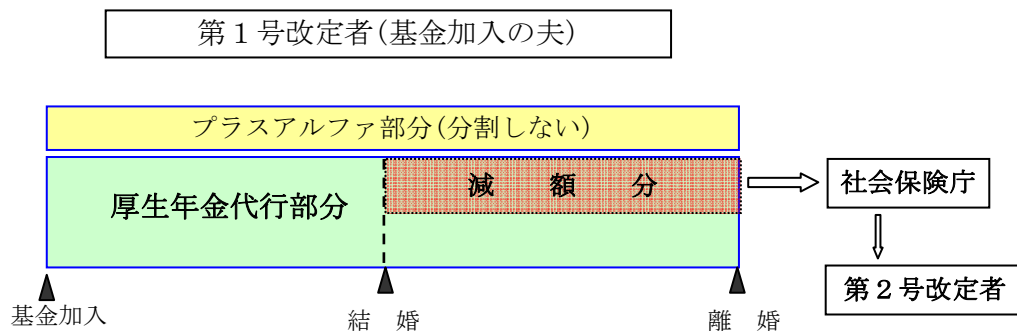 第１号改定者(基金加入の夫)
プラスアルファ部分(分割しない)
厚生年金代行部分
減　額　分
社会保険庁
第２号改定者
基金加入
結　婚
離　婚